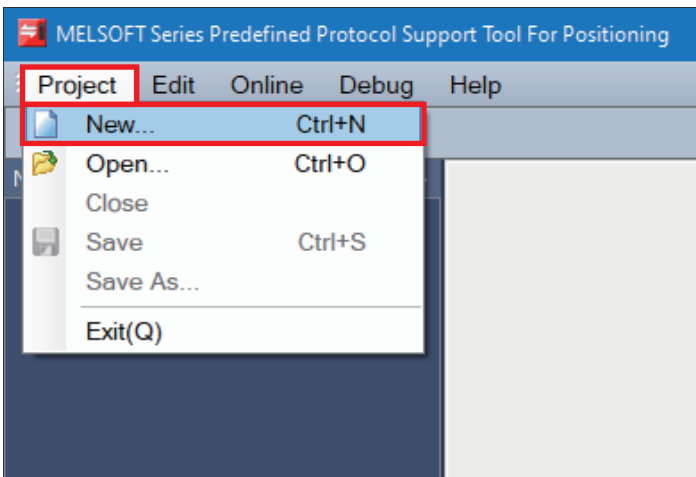 MELSOFT Series Predefined Protocol Support Tool For Positioning
Project Edit Online Debug Help
New... Ctrl+N
Open... Ctrl+O
Close
Save Ctrl+S
Save As...
Exit(Q)